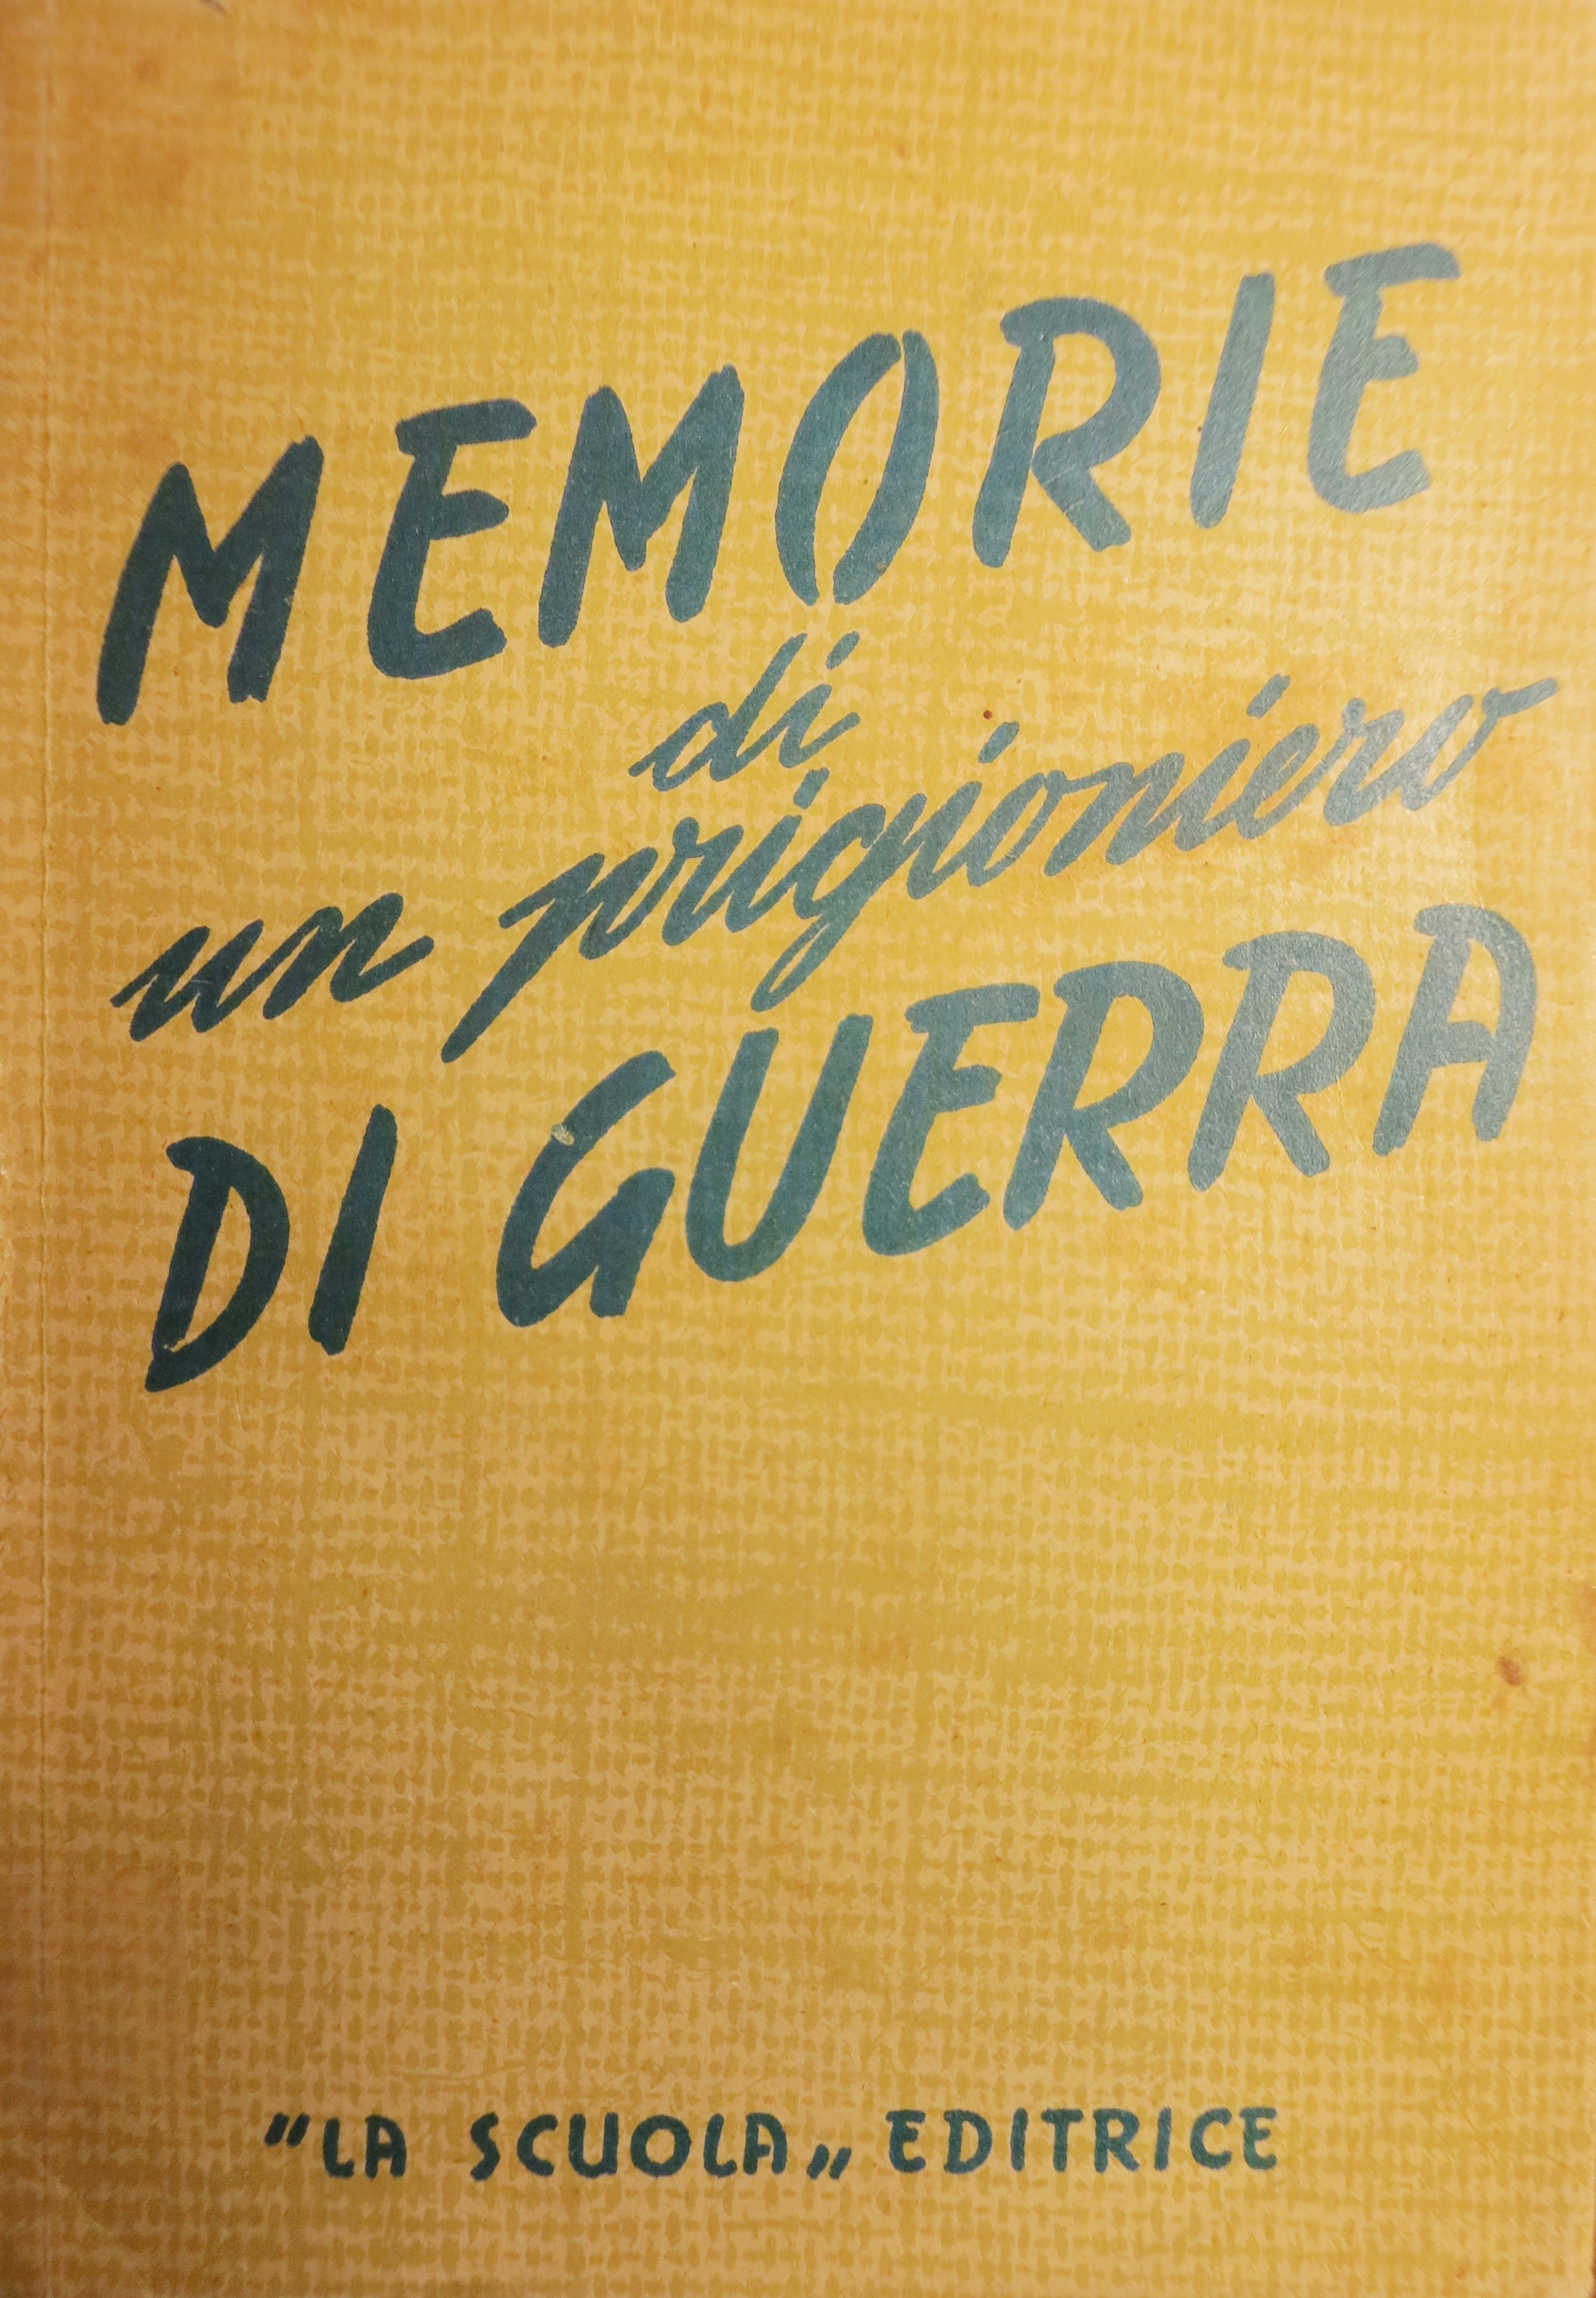 MEMORIE
di
un prigioniero
DI GUERRA
"LA SCUOLA„ EDITRICE